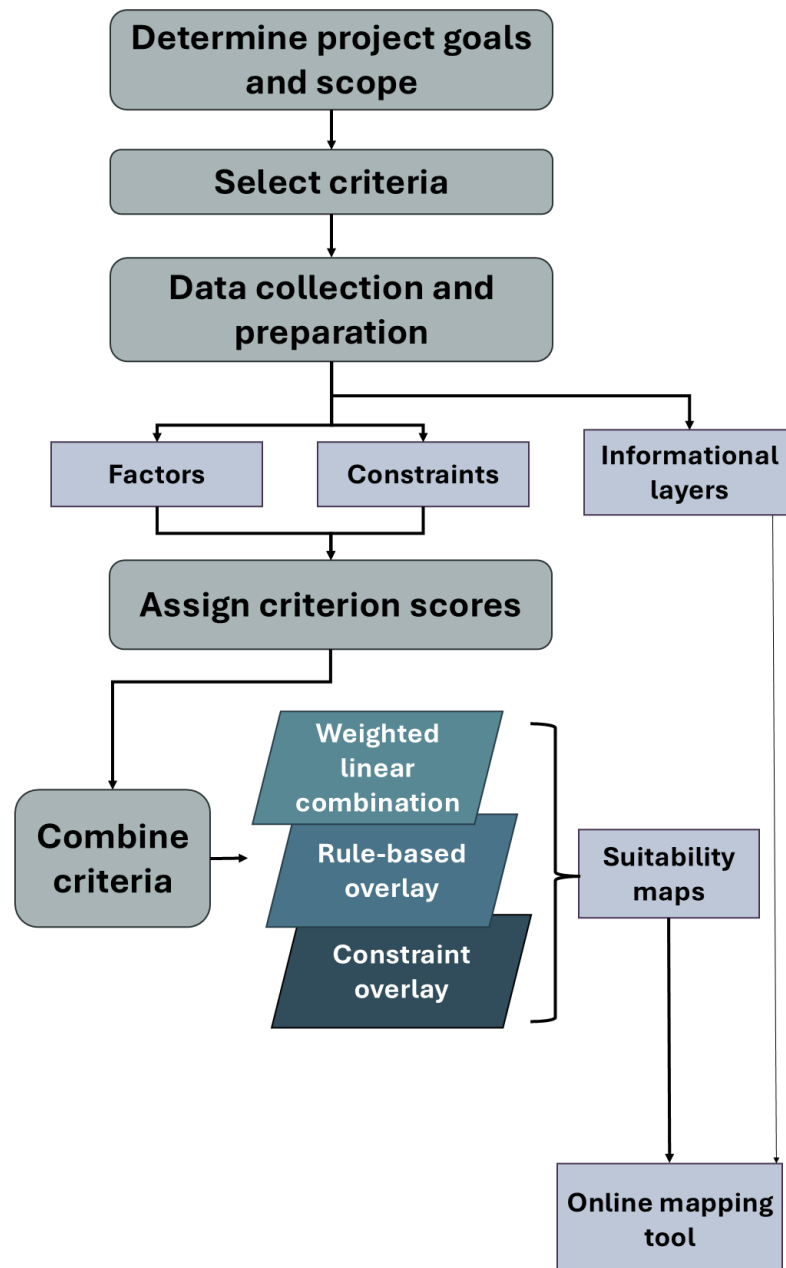 Determine project goals
and scope
Select criteria
Data collection and
preparation
Factors
Constraints
Informational
layers
Assign criterion scores
Weighted
linear
combination
Combine
criteria
Rule-based
overlay
Suitability
maps
Constraint
overlay
Online mapping
tool